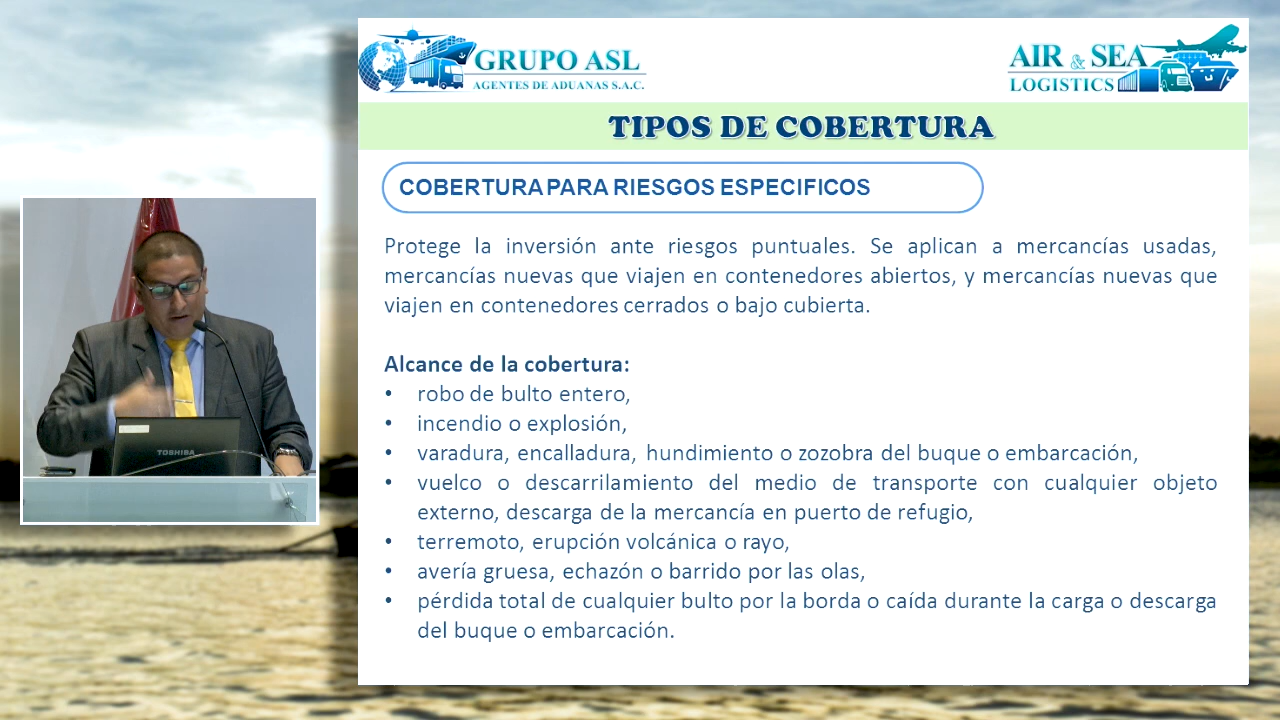 GRUPO ASL
AGENTES DE ADUANAS S.A.C.
AIR & SEA
LOGISTICS
TIPOS DE COBERTURA
COBERTURA PARA RIESGOS ESPECIFICOS
Protege la inversión ante riesgos puntuales. Se aplican a mercancías usadas,
mercancías nuevas que viajen en contenedores abiertos, y mercancías nuevas que
viajen en contenedores cerrados o bajo cubierta.
Alcance de la cobertura:
• robo de bulto entero,
• incendio o explosión,
• varadura, encalladura, hundimiento o zozobra del buque o embarcación,
• vuelco o descarrilamiento del medio de transporte con cualquier objeto
externo, descarga de la mercancía en puerto de refugio,
• terremoto, erupción volcánica o rayo,
• avería gruesa, echazón o barrido por las olas,
• pérdida total de cualquier bulto por la borda o caída durante la carga o descarga
del buque o embarcación.
TOSHIBA